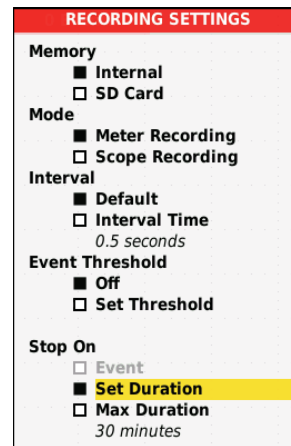 RECORDING SETTINGS
Memory
Internal
SD Card
Mode
Meter Recording
Scope Recording
Interval
Default
Interval Time
0.5 seconds
Event Threshold
Off
Set Threshold
Stop On
Event
Set Duration
Max Duration
30 minutes